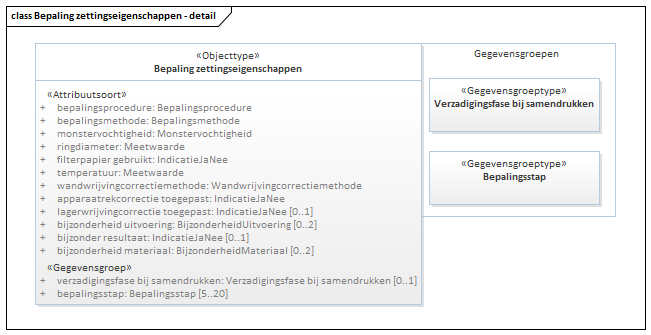 class Bepaling zettingseigenschappen - detail
«Objecttype»
Bepaling zettingseigenschappen
«Attribuutsoort»
+ bepalingsprocedure: Bepalingsprocedure
+ bepalingsmethode: Bepalingsmethode
+ monstervochtigheid: Monstervochtigheid
+ ringdiameter: Meetwaarde
+ filterpapier gebruikt: IndicatieJaNee
+ temperatuur: Meetwaarde
+ wandwrijvingcorrectiemethode: Wandwrijvingcorrectiemethode
+ apparaatrekcorrectie toegepast: IndicatieJaNee
+ lagerwrijvingcorrectie toegepast: IndicatieJaNee [0..1]
+ bijzonderheid uitvoering: BijzonderheidUitvoering [0..2]
+ bijzonder resultaat: IndicatieJaNee [0..1]
+ bijzonderheid materiaal: BijzonderheidMateriaal [0..2]
«Gegevensgroep»
+ verzadigingsfase bij samendrukken: Verzadigingsfase bij samendrukken [0..1]
+ bepalingsstap: Bepalingsstap [5..20]
Gegevensgroepen
«Gegevensgroeptype»
Verzadigingsfase bij samendrukken
«Gegevensgroeptype»
Bepalingsstap